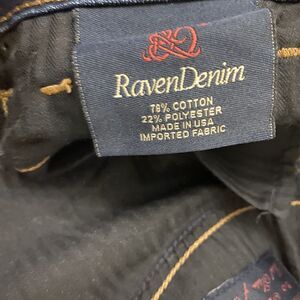 RavenDenim
78% COTTON
22% POLYESTER
MADE IN USA
IMPORTED FABRIC